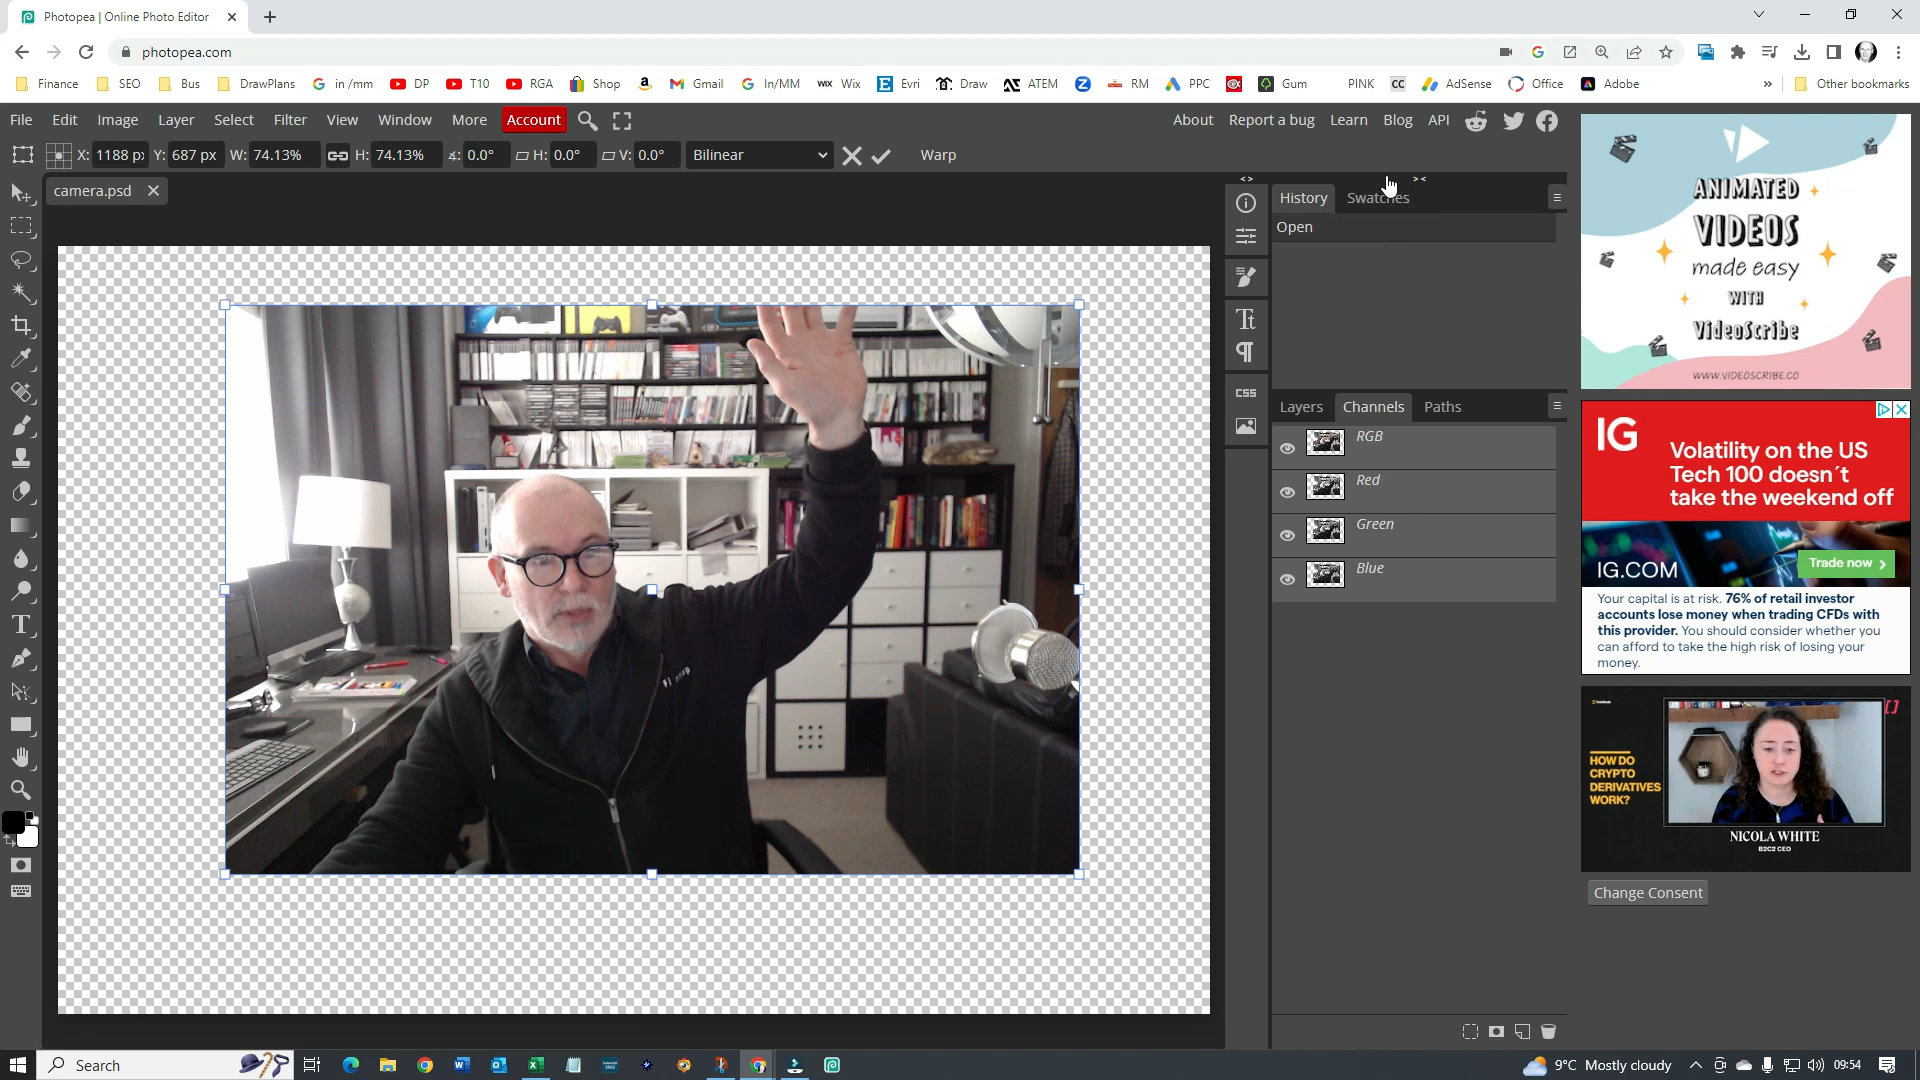 Photopea | Online Photo Editor
photopea.com
Finance SEO Bus DrawPlans in /mm DP T10 RGA Shop Gmail In/MM Wix Evri Draw ATEM RM PPC Gum PINK CC AdSense Office Adobe » Other bookmarks
File Edit Image Layer Select Filter View Window More Account About Report a bug Learn Blog API
X: 1188 px Y: 687 px W: 74.13% H: 74.13% ∡: 0.0° H: 0.0° V: 0.0° Bilinear Warp
camera.psd
History Swatches
Open
CSS
Layers Channels Paths
RGB
Red
Green
Blue
ANIMATED
VIDEOS
made easy
WITH
VideoScribe
WWW.VIDEOSCRIBE.CO
IG
Volatility on the US
Tech 100 doesn't
take the weekend off
IG.COM
Trade now
Your capital is at risk. 76% of retail investor
accounts lose money when trading CFDs with
this provider. You should consider whether you
can afford to take the high risk of losing your
money.
HOW DO
CRYPTO
DERIVATIVES
WORK?
NICOLA WHITE
B2C2 CEO
Change Consent
Search
9°C Mostly cloudy
09:54